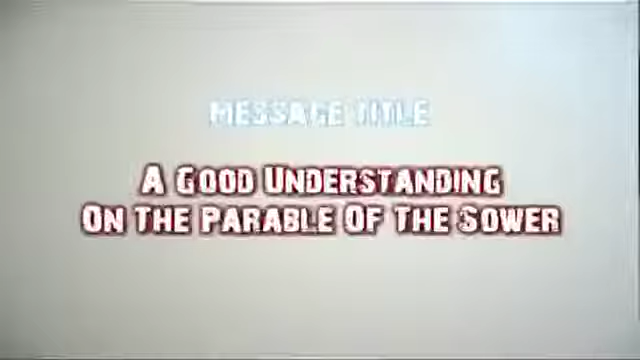 MESSAGE TITLE
A GOOD UNDERSTANDING
ON THE PARABLE OF THE SOWER